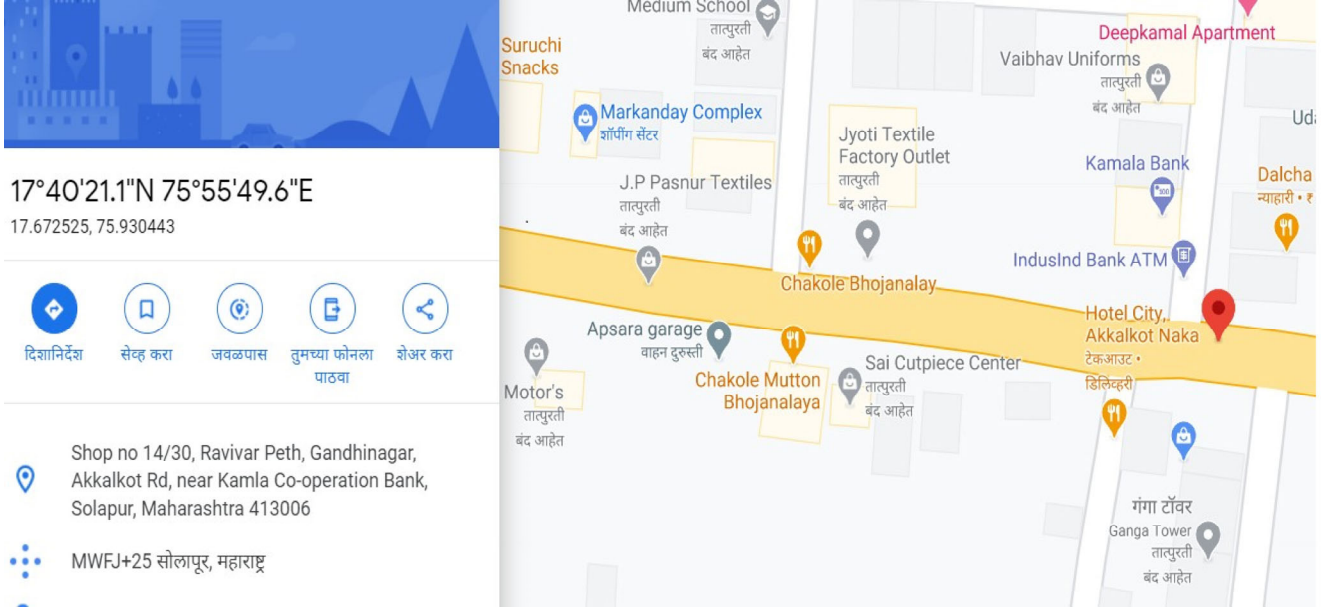 17°40'21.1"N 75°55'49.6"E
17.672525, 75.930443
दिशानिर्देश
सेव्ह करा
जवळपास
तुमच्या फोनला
पाठवा
शेअर करा
Shop no 14/30, Ravivar Peth, Gandhinagar,
Akkalkot Rd, near Kamla Co-operation Bank,
Solapur, Maharashtra 413006
MWFJ+25 सोलापूर, महाराष्ट्र
Medium School
तात्पुरती
बंद आहेत
Suruchi
Snacks
Markanday Complex
शॉपींग सेंटर
J.P Pasnur Textiles
तात्पुरती
बंद आहेत
Jyoti Textile
Factory Outlet
तात्पुरती
बंद आहेत
Deepkamal Apartment
Vaibhav Uniforms
तात्पुरती
बंद आहेत
Kamala Bank
Dalcha
न्याहारी • ₹
IndusInd Bank ATM
Chakole Bhojanalay
Hotel City,
Akkalkot Naka
टेकआउट •
डिलिव्हरी
Apsara garage
वाहन दुरुस्ती
Chakole Mutton
Bhojanalaya
Sai Cutpiece Center
तात्पुरती
बंद आहेत
Motor's
तात्पुरती
बंद आहेत
गंगा टॉवर
Ganga Tower
तात्पुरती
बंद आहेत